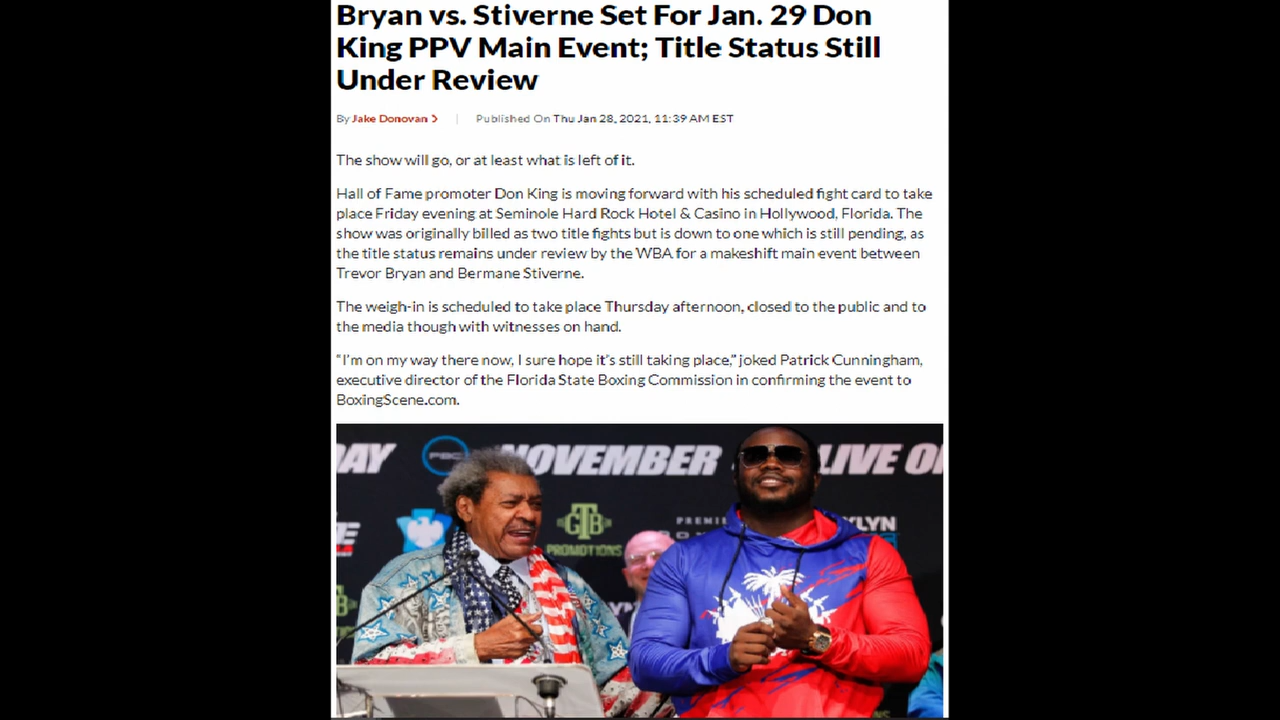 Bryan vs. Stiverne Set For Jan. 29 Don
King PPV Main Event; Title Status Still
Under Review
By Jake Donovan > | Published On Thu Jan 28, 2021, 11:39 AM EST
The show will go, or at least what is left of it.
Hall of Fame promoter Don King is moving forward with his scheduled fight card to take
place Friday evening at Seminole Hard Rock Hotel & Casino in Hollywood, Florida. The
show was originally billed as two title fights but is down to one which is still pending, as
the title status remains under review by the WBA for a makeshift main event between
Trevor Bryan and Bermane Stiverne.
The weigh-in is scheduled to take place Thursday afternoon, closed to the public and to
the media though with witnesses on hand.
“I’m on my way there now, I sure hope it’s still taking place,” joked Patrick Cunningham,
executive director of the Florida State Boxing Commission in confirming the event to
BoxingScene.com.
DAY PBC NOVEMBER LIVE
GTB
PROMOTIONS